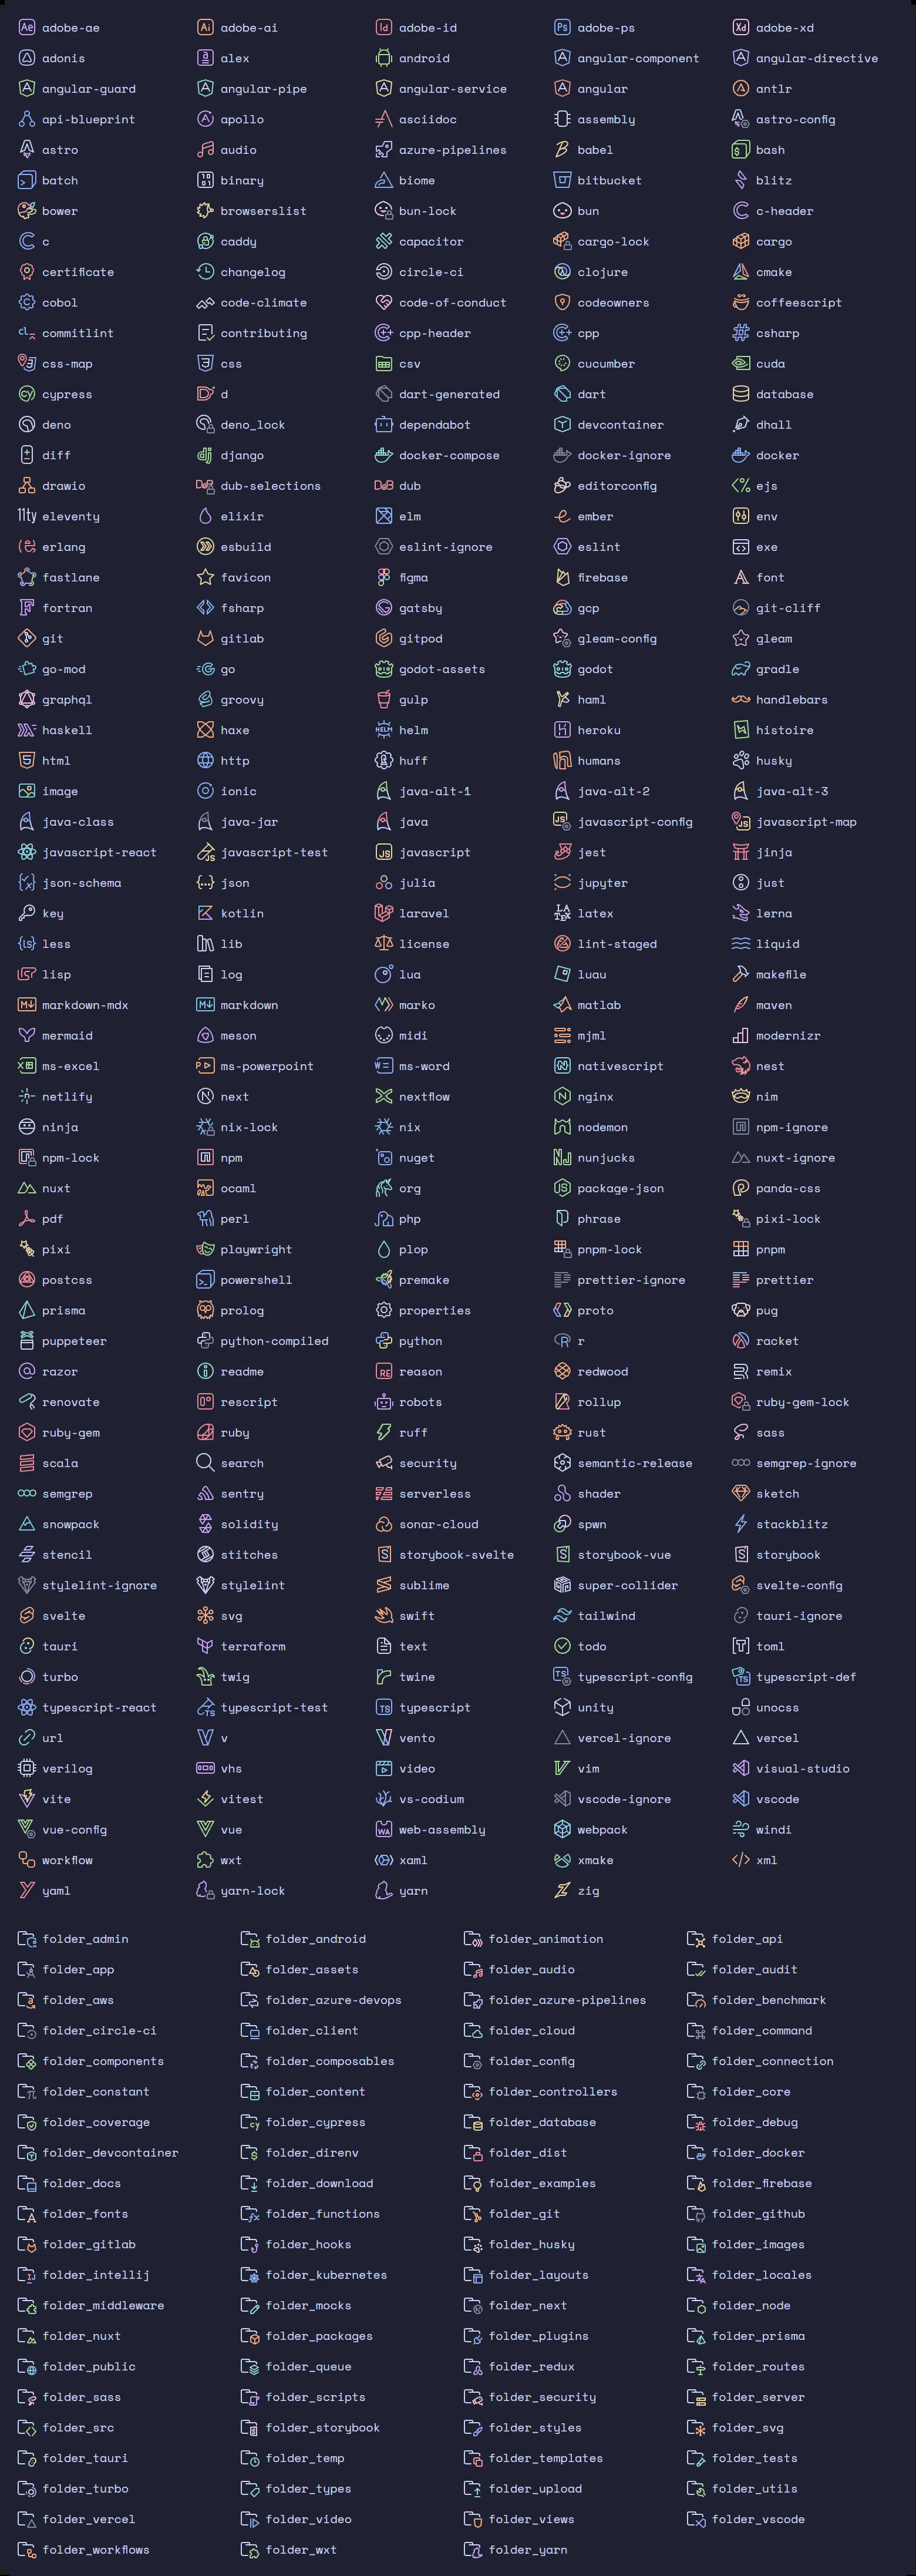 adobe-ae adobe-ai adobe-id adobe-ps adobe-xd
adonis alex android angular-component angular-directive
angular-guard angular-pipe angular-service angular antlr
api-blueprint apollo asciidoc assembly astro-config
astro audio azure-pipelines babel bash
batch binary biome bitbucket blitz
bower browserslist bun-lock bun c-header
c caddy capacitor cargo-lock cargo
certificate changelog circle-ci clojure cmake
cobol code-climate code-of-conduct codeowners coffeescript
commitlint contributing cpp-header cpp csharp
css-map css csv cucumber cuda
cypress d dart-generated dart database
deno deno_lock dependabot devcontainer dhall
diff django docker-compose docker-ignore docker
drawio dub-selections dub editorconfig ejs
eleventy elixir elm ember env
erlang esbuild eslint-ignore eslint exe
fastlane favicon figma firebase font
fortran fsharp gatsby gcp git-cliff
git gitlab gitpod gleam-config gleam
go-mod go godot-assets godot gradle
graphql groovy gulp haml handlebars
haskell haxe helm heroku histoire
html http huff humans husky
image ionic java-alt-1 java-alt-2 java-alt-3
java-class java-jar java javascript-config javascript-map
javascript-react javascript-test javascript jest jinja
json-schema json julia jupyter just
key kotlin laravel latex lerna
less lib license lint-staged liquid
lisp log lua luau makefile
markdown-mdx markdown marko matlab maven
mermaid meson midi mjml modernizr
ms-excel ms-powerpoint ms-word nativescript nest
netlify next nextflow nginx nim
ninja nix-lock nix nodemon npm-ignore
npm-lock npm nuget nunjucks nuxt-ignore
nuxt ocaml org package-json panda-css
pdf perl php phrase pixi-lock
pixi playwright plop pnpm-lock pnpm
postcss powershell premake prettier-ignore prettier
prisma prolog properties proto pug
puppeteer python-compiled python r racket
razor readme reason redwood remix
renovate rescript robots rollup ruby-gem-lock
ruby-gem ruby ruff rust sass
scala search security semantic-release semgrep-ignore
semgrep sentry serverless shader sketch
snowpack solidity sonar-cloud spwn stackblitz
stencil stitches storybook-svelte storybook-vue storybook
stylelint-ignore stylelint sublime super-collider svelte-config
svelte svg swift tailwind tauri-ignore
tauri terraform text todo toml
turbo twig twine typescript-config typescript-def
typescript-react typescript-test typescript unity unocss
url v vento vercel-ignore vercel
verilog vhs video vim visual-studio
vite vitest vs-codium vscode-ignore vscode
vue-config vue web-assembly webpack windi
workflow wxt xaml xmake xml
yaml yarn-lock yarn zig
folder_admin folder_android folder_animation folder_api
folder_app folder_assets folder_audio folder_audit
folder_aws folder_azure-devops folder_azure-pipelines folder_benchmark
folder_circle-ci folder_client folder_cloud folder_command
folder_components folder_composables folder_config folder_connection
folder_constant folder_content folder_controllers folder_core
folder_coverage folder_cypress folder_database folder_debug
folder_devcontainer folder_direnv folder_dist folder_docker
folder_docs folder_download folder_examples folder_firebase
folder_fonts folder_functions folder_git folder_github
folder_gitlab folder_hooks folder_husky folder_images
folder_intellij folder_kubernetes folder_layouts folder_locales
folder_middleware folder_mocks folder_next folder_node
folder_nuxt folder_packages folder_plugins folder_prisma
folder_public folder_queue folder_redux folder_routes
folder_sass folder_scripts folder_security folder_server
folder_src folder_storybook folder_styles folder_svg
folder_tauri folder_temp folder_templates folder_tests
folder_turbo folder_types folder_upload folder_utils
folder_vercel folder_video folder_views folder_vscode
folder_workflows folder_wxt folder_yarn